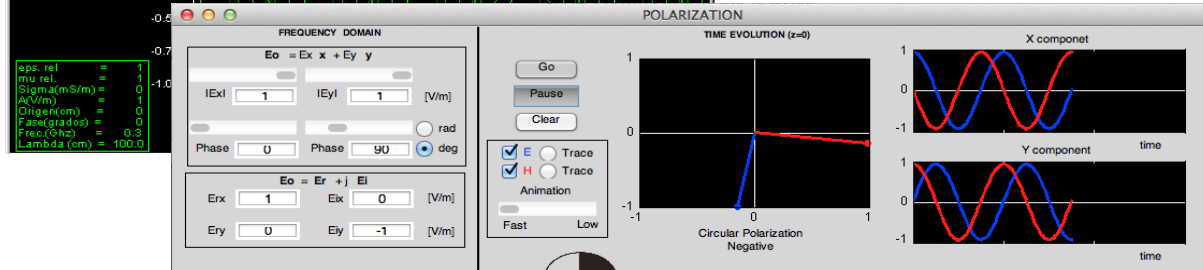 -0.5
-0.7
-1.0
eps. rel = 1
mu rel. = 1
Sigma(mS/m) = 0
A(V/m) = 1
Origen(cm) = 0
Fase(grados) = 0
Frec.(Ghz) = 0.3
Lambda (cm) = 100.0
POLARIZATION
FREQUENCY DOMAIN
Eo = Ex x + Ey y
IExI 1 IEyI 1 [V/m]
rad
Phase 0 Phase 90 deg
Eo = Er + j Ei
Erx 1 Eix 0 [V/m]
Ery 0 Eiy -1 [V/m]
Go
Pause
Clear
E Trace
H Trace
Animation
Fast Low
TIME EVOLUTION (z=0)
1
0
-1
-1 0 1
Circular Polarization
Negative
X componet
1
0
-1
time
Y component
1
0
-1
time